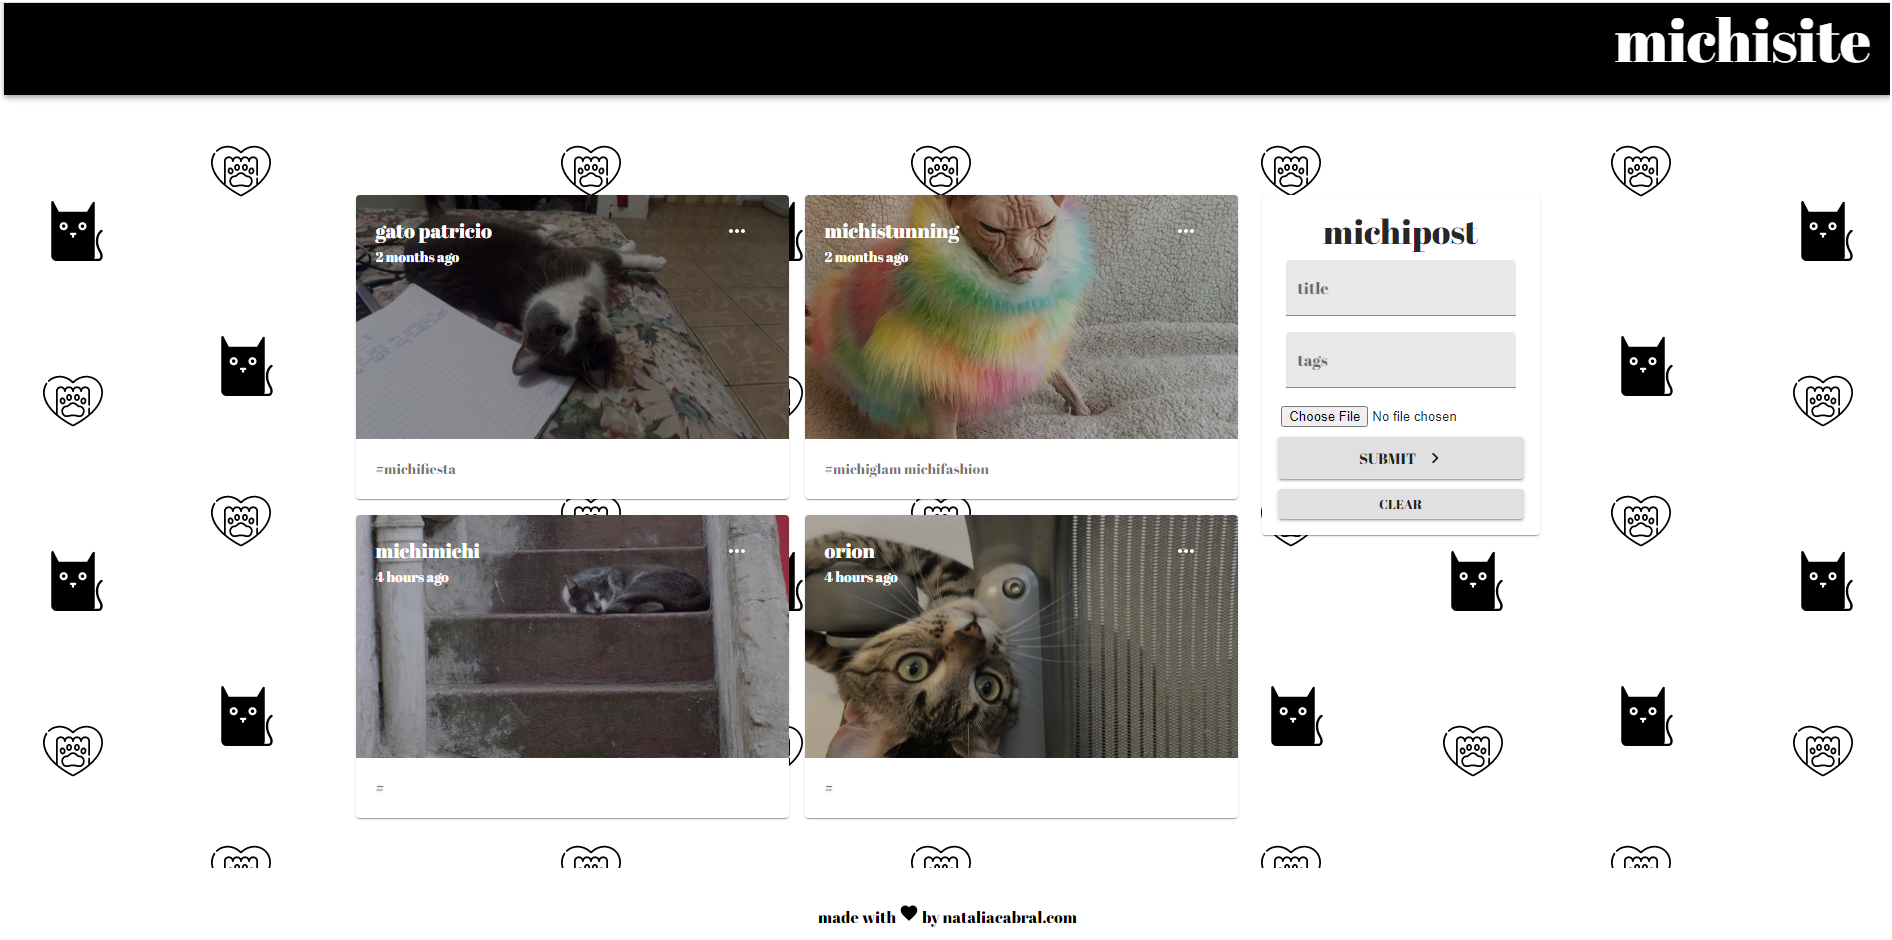 michisite
gato patricio
2 months ago
#michifiesta
michistunning
2 months ago
#michiglam michifashion
michimichi
4 hours ago
#
orion
4 hours ago
#
michipost
title
tags
Choose File No file chosen
SUBMIT
CLEAR
made with by nataliacabral.com